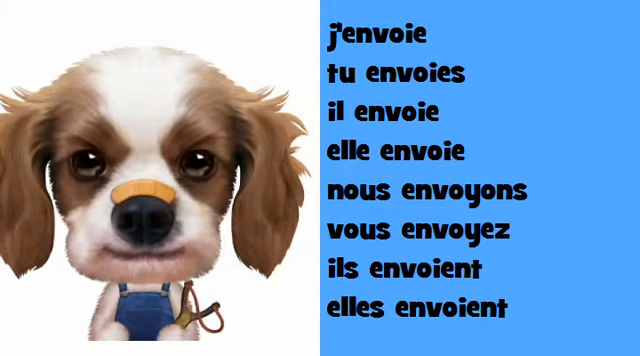 j'envoie
tu envoies
il envoie
elle envoie
nous envoyons
vous envoyez
ils envoient
elles envoient